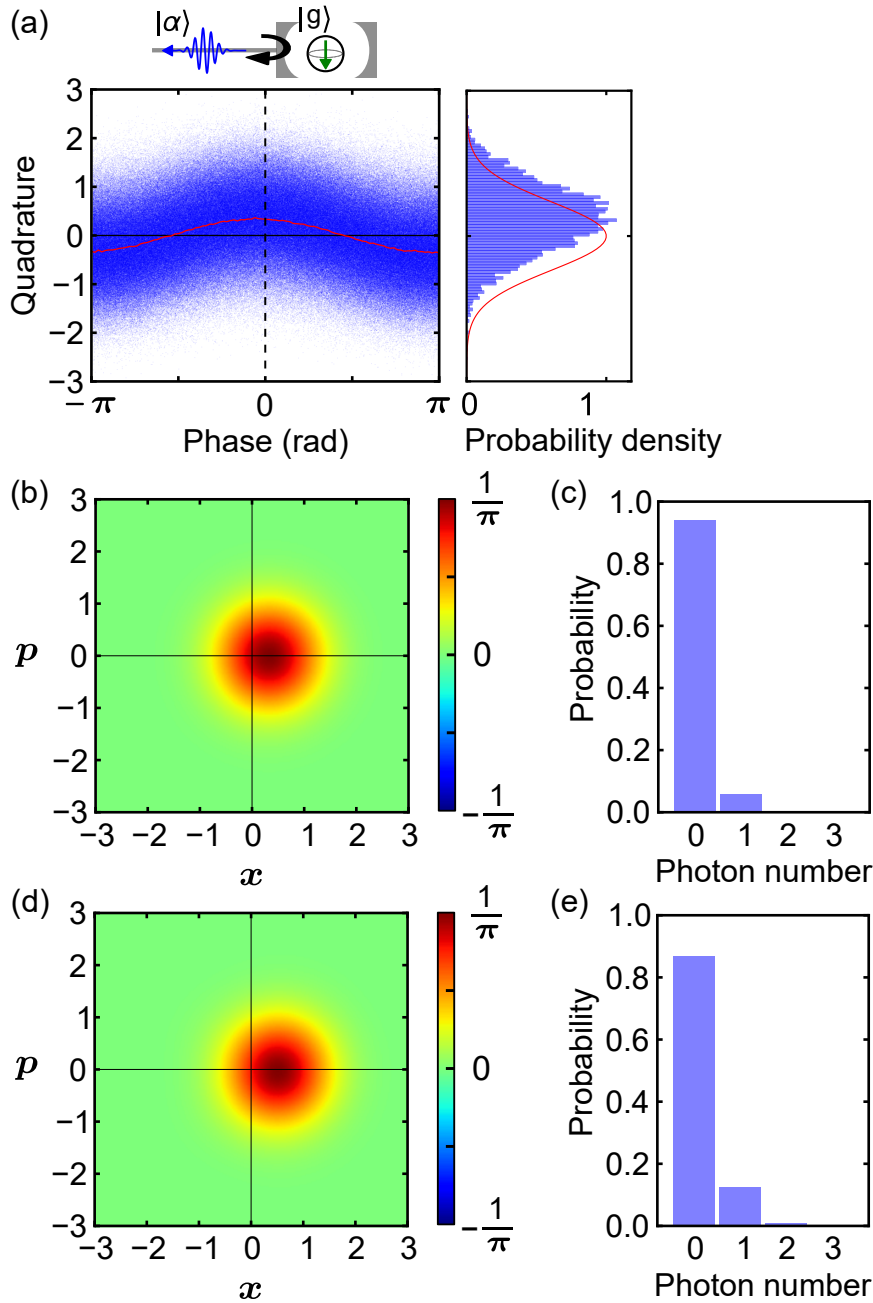 (a)
|α⟩
|g⟩
Quadrature
3
2
1
0
−1
−2
−3
−π
0
π
Phase (rad)
0
1
Probability density
(b)
p
3
2
1
0
−1
−2
−3
−3 −2 −1 0 1 2 3
x
1/π
0
−1/π
(c)
Probability
1.0
0.8
0.6
0.4
0.2
0.0
0 1 2 3
Photon number
(d)
p
3
2
1
0
−1
−2
−3
−3 −2 −1 0 1 2 3
x
1/π
0
−1/π
(e)
Probability
1.0
0.8
0.6
0.4
0.2
0.0
0 1 2 3
Photon number